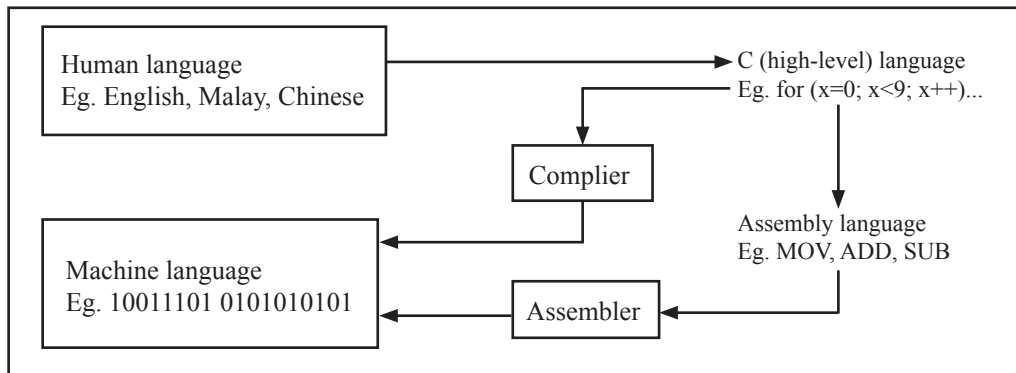 Human language
Eg. English, Malay, Chinese
C (high-level) language
Eg. for (x=0; x<9; x++)...
Complier
Assembly language
Eg. MOV, ADD, SUB
Machine language
Eg. 10011101 0101010101
Assembler